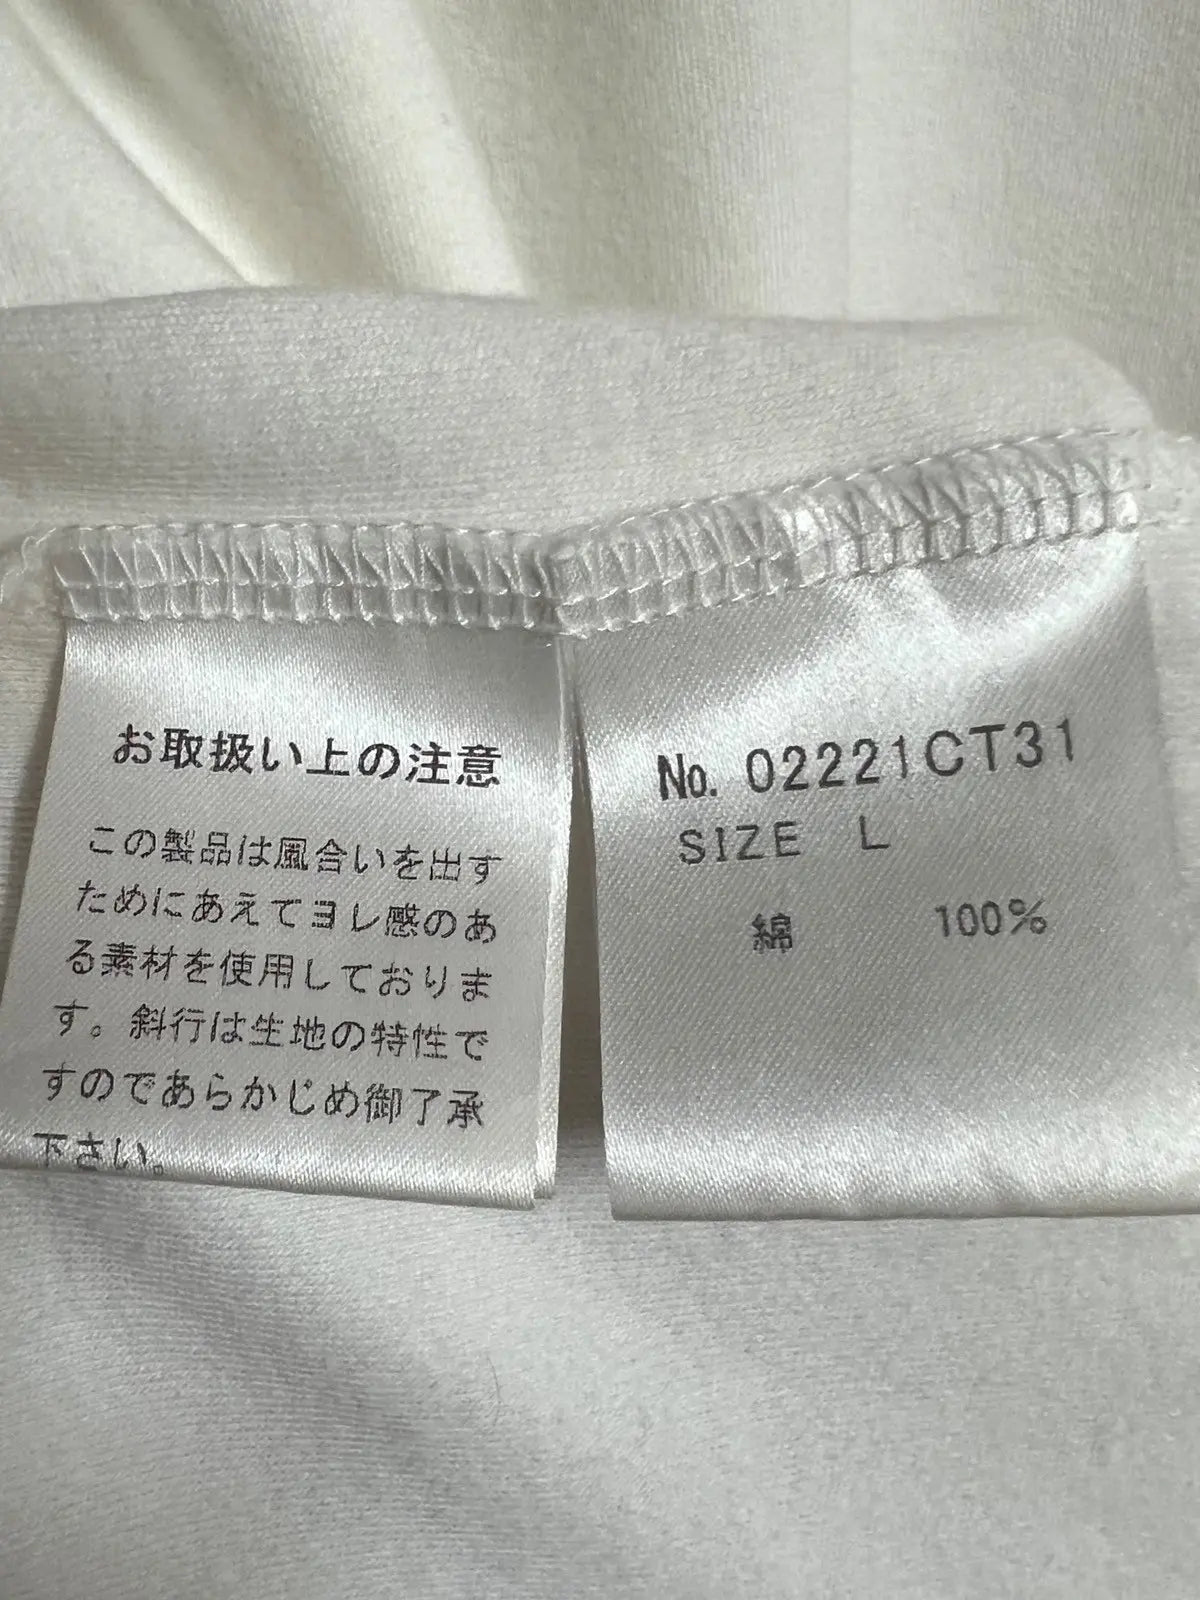 お取扱い上の注意
この製品は風合いを出す
ためにあえてヨレ感のあ
る素材を使用しておりま
す。斜行は生地の特性で
すのであらかじめ御了承
下さい。
No. 02221CT31
SIZE L
綿 100%